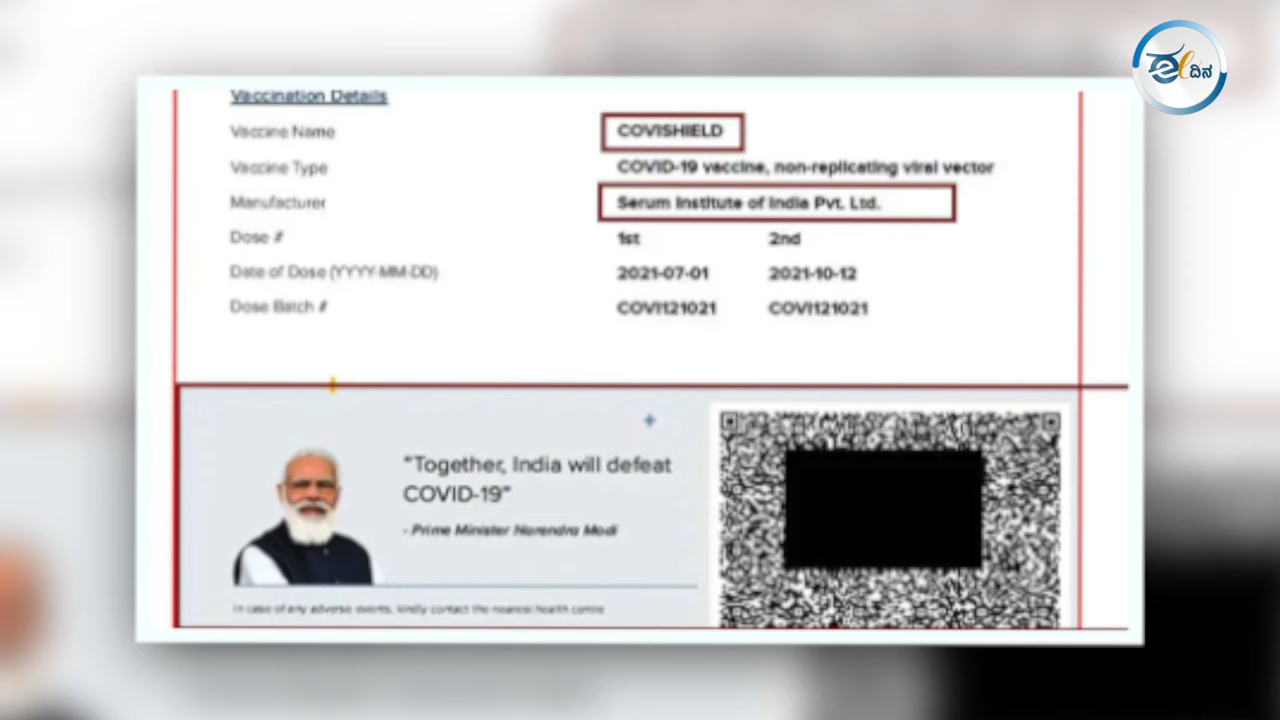 eಲ ದಿನ
Vaccination Details
Vaccine Name COVISHIELD
Vaccine Type COVID-19 vaccine, non-replicating viral vector
Manufacturer Serum Institute of India Pvt. Ltd.
Dose # 1st 2nd
Date of Dose (YYYY-MM-DD) 2021-07-01 2021-10-12
Dose Batch # COVI121021 COVI121021
"Together, India will defeat
COVID-19"
- Prime Minister Narendra Modi
In case of any adverse events, kindly contact the nearest health centre